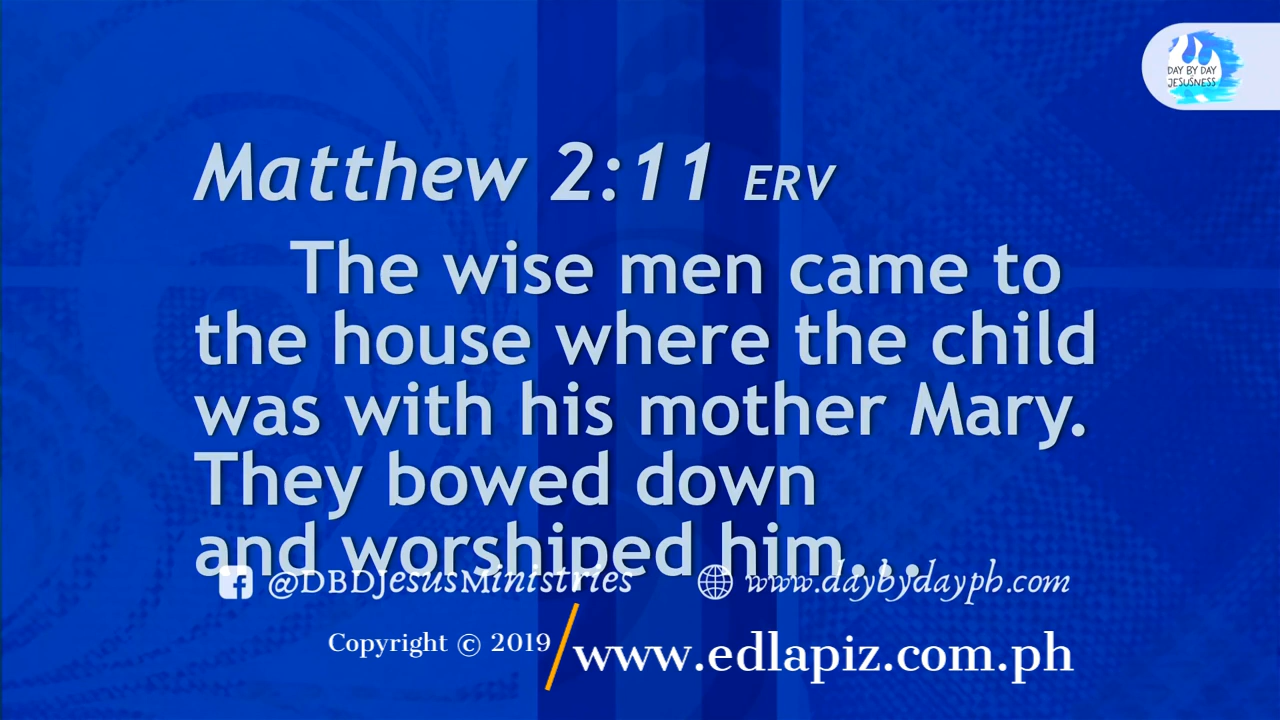 DAY BY DAY
JESUSNESS
Matthew 2:11 ERV
The wise men came to
the house where the child
was with his mother Mary.
They bowed down
and worshiped him. . .
@DBDJesusMinistries www.daybydayph.com
Copyright © 2019 www.edlapiz.com.ph